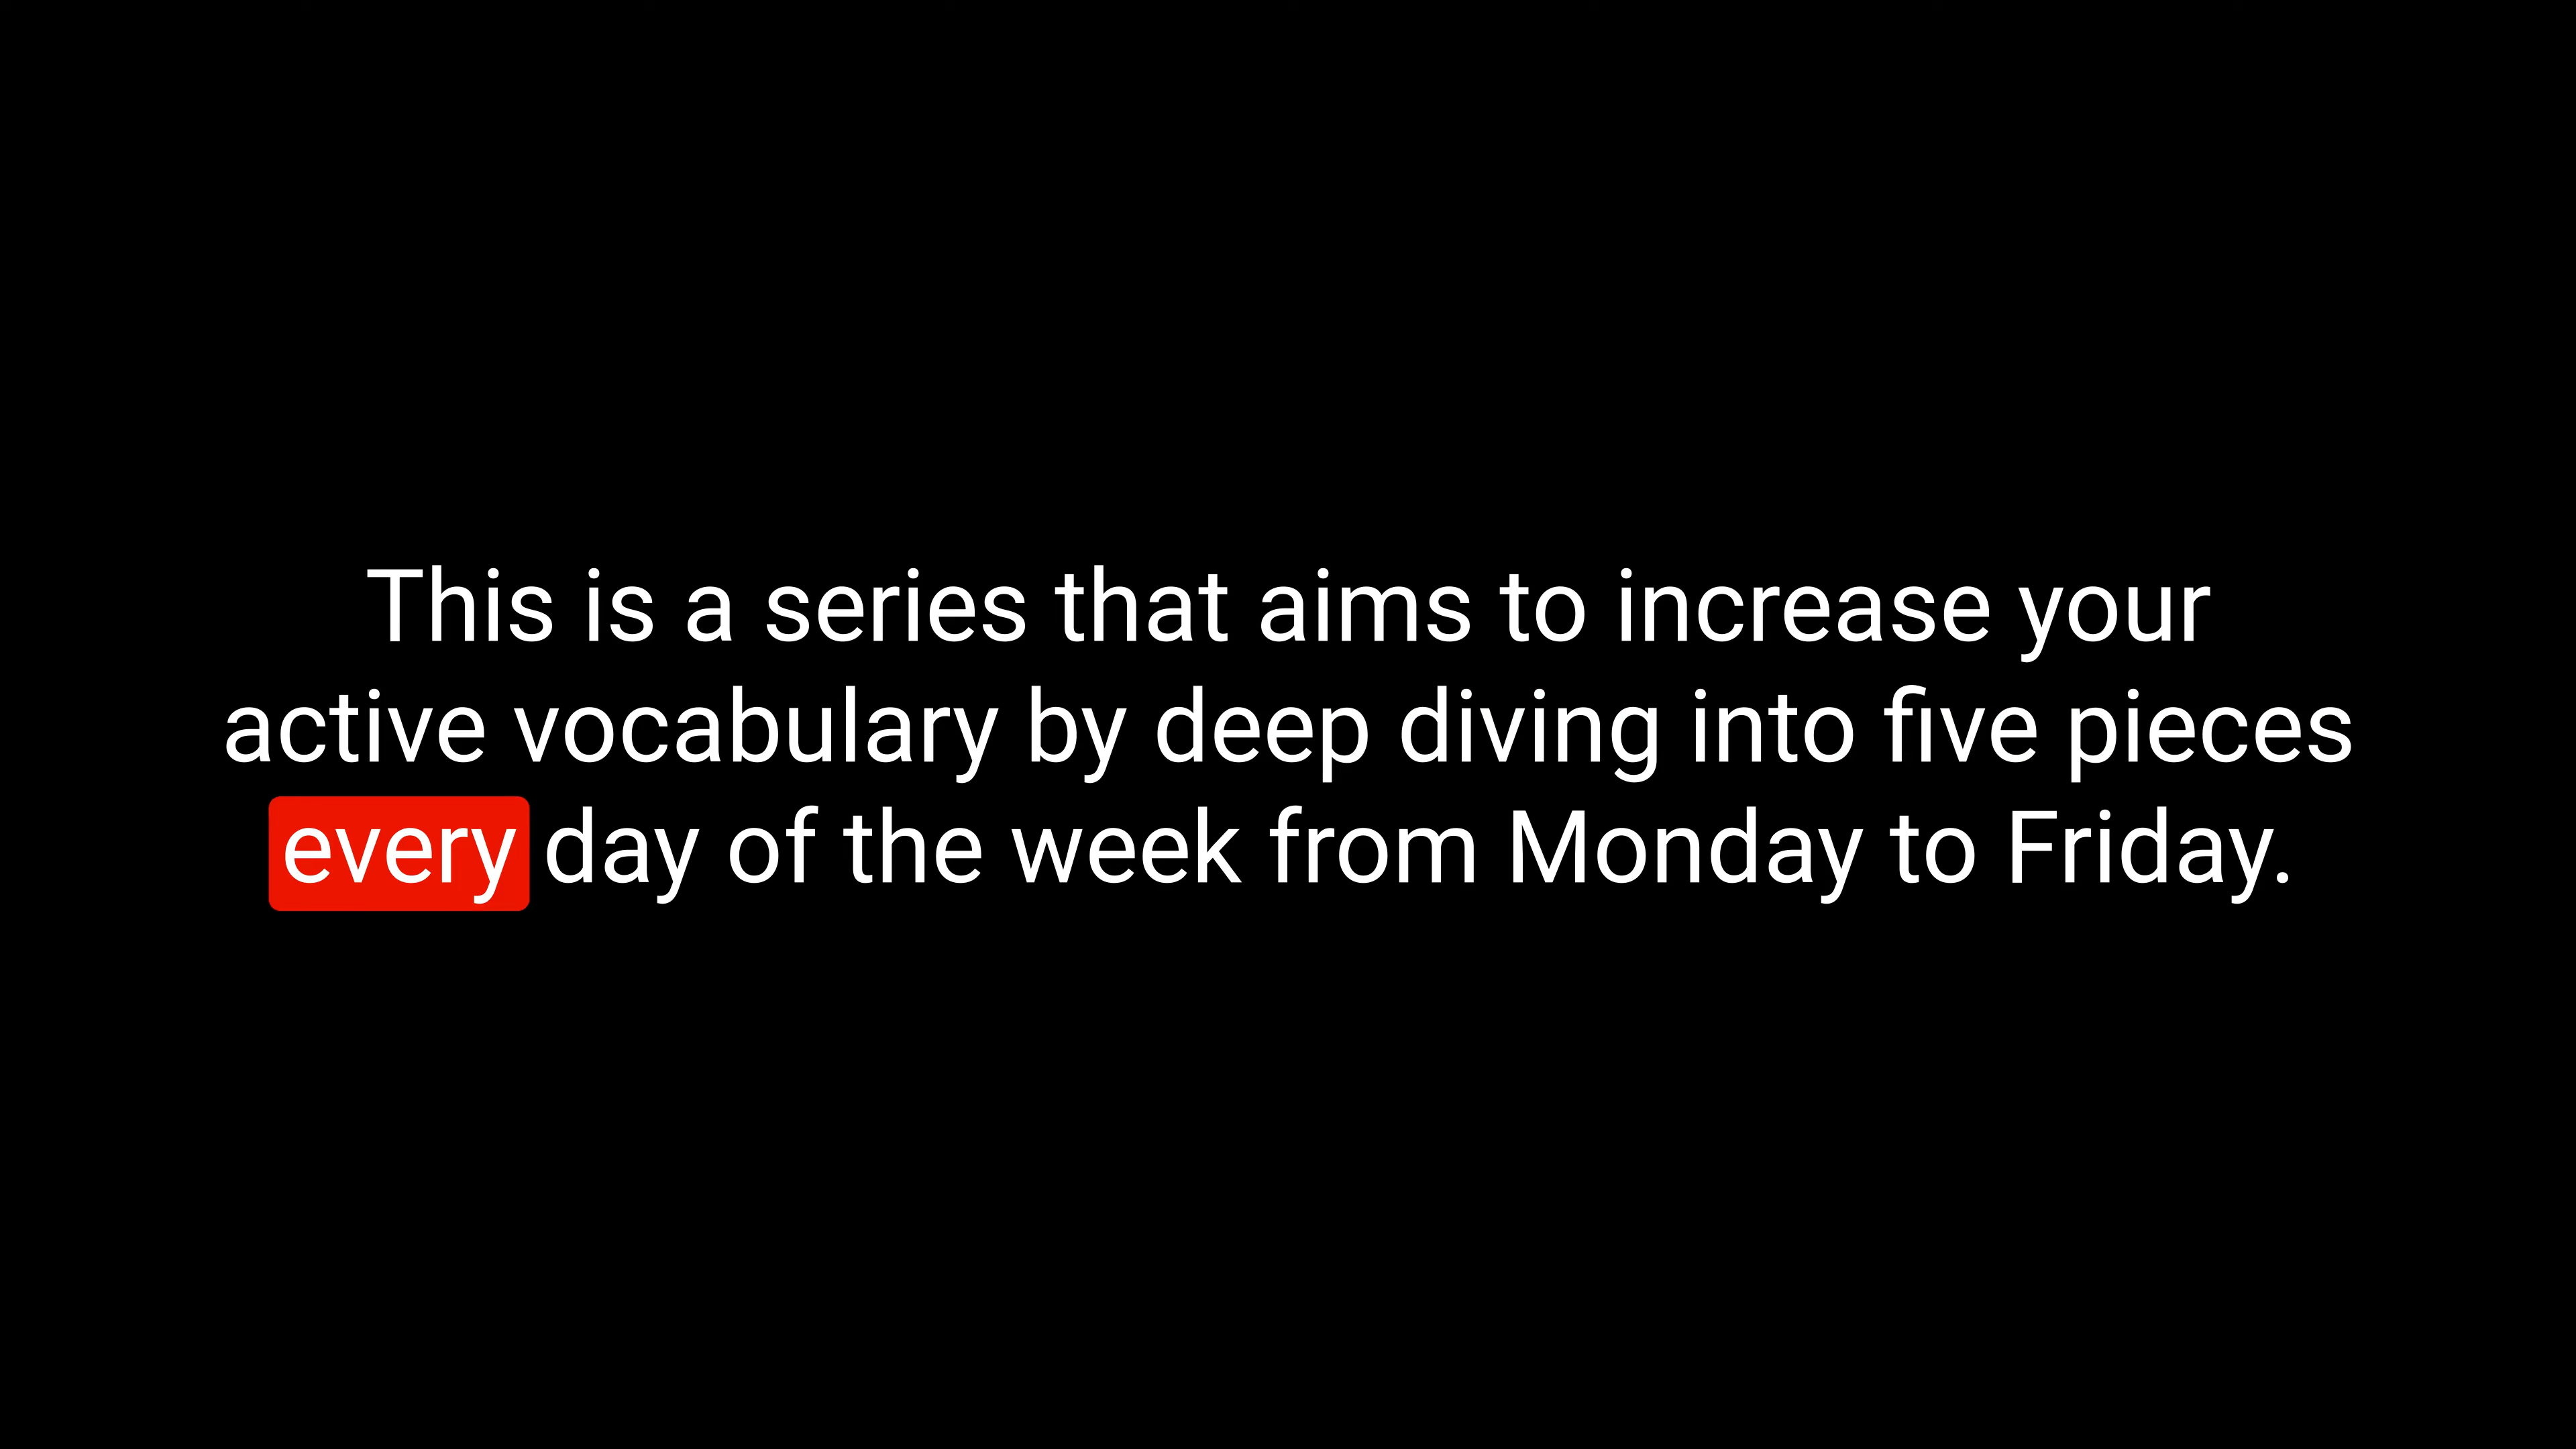 This is a series that aims to increase your
active vocabulary by deep diving into five pieces
every day of the week from Monday to Friday.